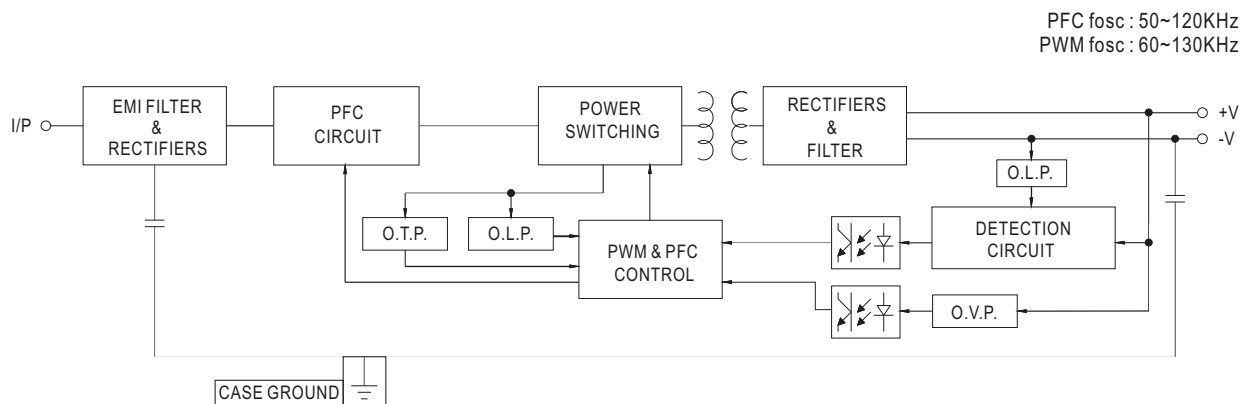 PFC fosc : 50~120KHz
PWM fosc : 60~130KHz
I/P
EMI FILTER
&
RECTIFIERS
PFC
CIRCUIT
POWER
SWITCHING
RECTIFIERS
&
FILTER
+V
-V
O.L.P.
O.T.P.
O.L.P.
PWM & PFC
CONTROL
DETECTION
CIRCUIT
O.V.P.
CASE GROUND